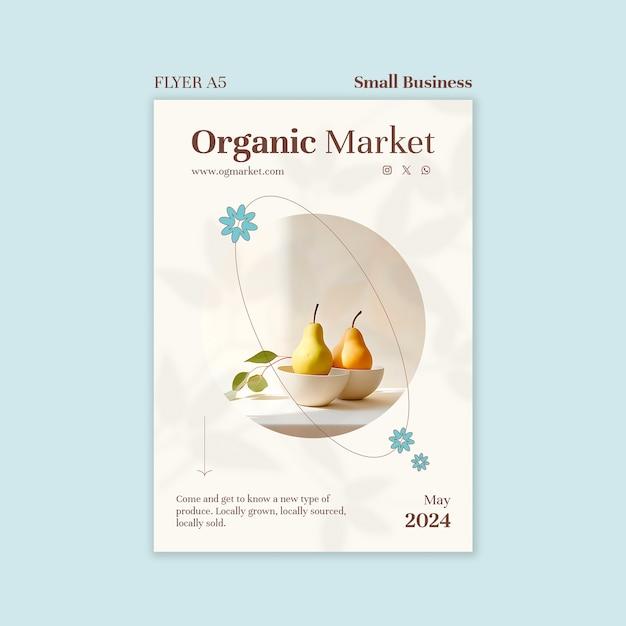 FLYER A5 Small Business
Organic Market
www.ogmarket.com
Come and get to know a new type of
produce. Locally grown, locally sourced,
locally sold.
May
2024